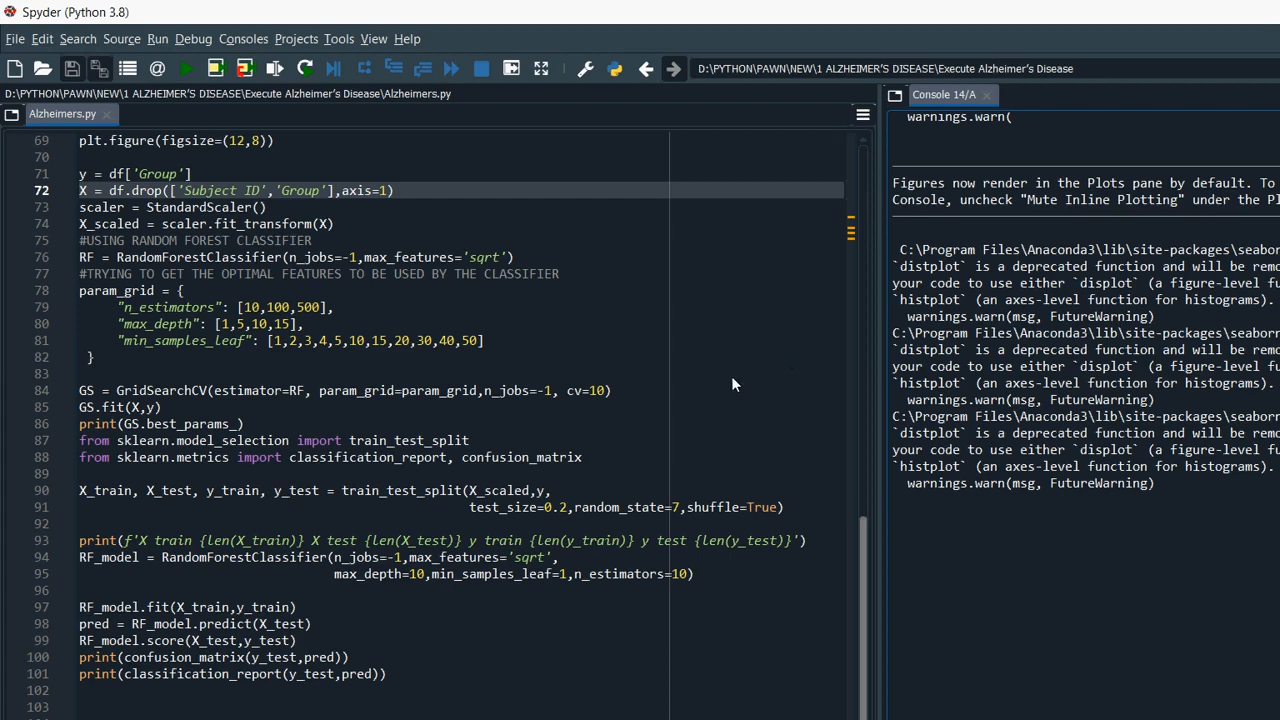 Spyder (Python 3.8)
File Edit Search Source Run Debug Consoles Projects Tools View Help
D:\PYTHON\PAWN\NEW\1 ALZHEIMER'S DISEASE\Execute Alzheimer's Disease
D:\PYTHON\PAWN\NEW\1 ALZHEIMER'S DISEASE\Execute Alzheimer's Disease\Alzheimers.py
Alzheimers.py
69 plt.figure(figsize=(12,8))
70
71 y = df['Group']
72 X = df.drop(['Subject ID','Group'],axis=1)
73 scaler = StandardScaler()
74 X_scaled = scaler.fit_transform(X)
75 #USING RANDOM FOREST CLASSIFIER
76 RF = RandomForestClassifier(n_jobs=-1,max_features='sqrt')
77 #TRYING TO GET THE OPTIMAL FEATURES TO BE USED BY THE CLASSIFIER
78 param_grid = {
79 "n_estimators": [10,100,500],
80 "max_depth": [1,5,10,15],
81 "min_samples_leaf": [1,2,3,4,5,10,15,20,30,40,50]
82 }
83
84 GS = GridSearchCV(estimator=RF, param_grid=param_grid,n_jobs=-1, cv=10)
85 GS.fit(X,y)
86 print(GS.best_params_)
87 from sklearn.model_selection import train_test_split
88 from sklearn.metrics import classification_report, confusion_matrix
89
90 X_train, X_test, y_train, y_test = train_test_split(X_scaled,y,
91 test_size=0.2,random_state=7,shuffle=True)
92
93 print(f'X train {len(X_train)} X test {len(X_test)} y train {len(y_train)} y test {len(y_test)}')
94 RF_model = RandomForestClassifier(n_jobs=-1,max_features='sqrt',
95 max_depth=10,min_samples_leaf=1,n_estimators=10)
96
97 RF_model.fit(X_train,y_train)
98 pred = RF_model.predict(X_test)
99 RF_model.score(X_test,y_test)
100 print(confusion_matrix(y_test,pred))
101 print(classification_report(y_test,pred))
102
103
Console 14/A
warnings.warn(
Figures now render in the Plots pane by default. To
Console, uncheck "Mute Inline Plotting" under the Pl
C:\Program Files\Anaconda3\lib\site-packages\seabor
`distplot` is a deprecated function and will be remo
your code to use either `displot` (a figure-level fu
`histplot` (an axes-level function for histograms).
warnings.warn(msg, FutureWarning)
C:\Program Files\Anaconda3\lib\site-packages\seaborn
`distplot` is a deprecated function and will be remo
your code to use either `displot` (a figure-level fu
`histplot` (an axes-level function for histograms).
warnings.warn(msg, FutureWarning)
C:\Program Files\Anaconda3\lib\site-packages\seaborn
`distplot` is a deprecated function and will be remo
your code to use either `displot` (a figure-level fu
`histplot` (an axes-level function for histograms).
warnings.warn(msg, FutureWarning)